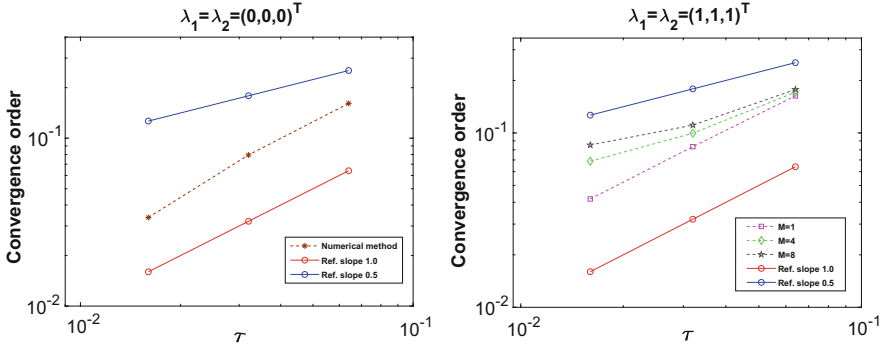 λ₁=λ₂=(0,0,0)ᵀ
Convergence order
10⁻¹
10⁻²
10⁻²
10⁻¹
τ
Numerical method
Ref. slope 1.0
Ref. slope 0.5
λ₁=λ₂=(1,1,1)ᵀ
Convergence order
10⁻¹
10⁻²
10⁻²
10⁻¹
τ
M=1
M=4
M=8
Ref. slope 1.0
Ref. slope 0.5